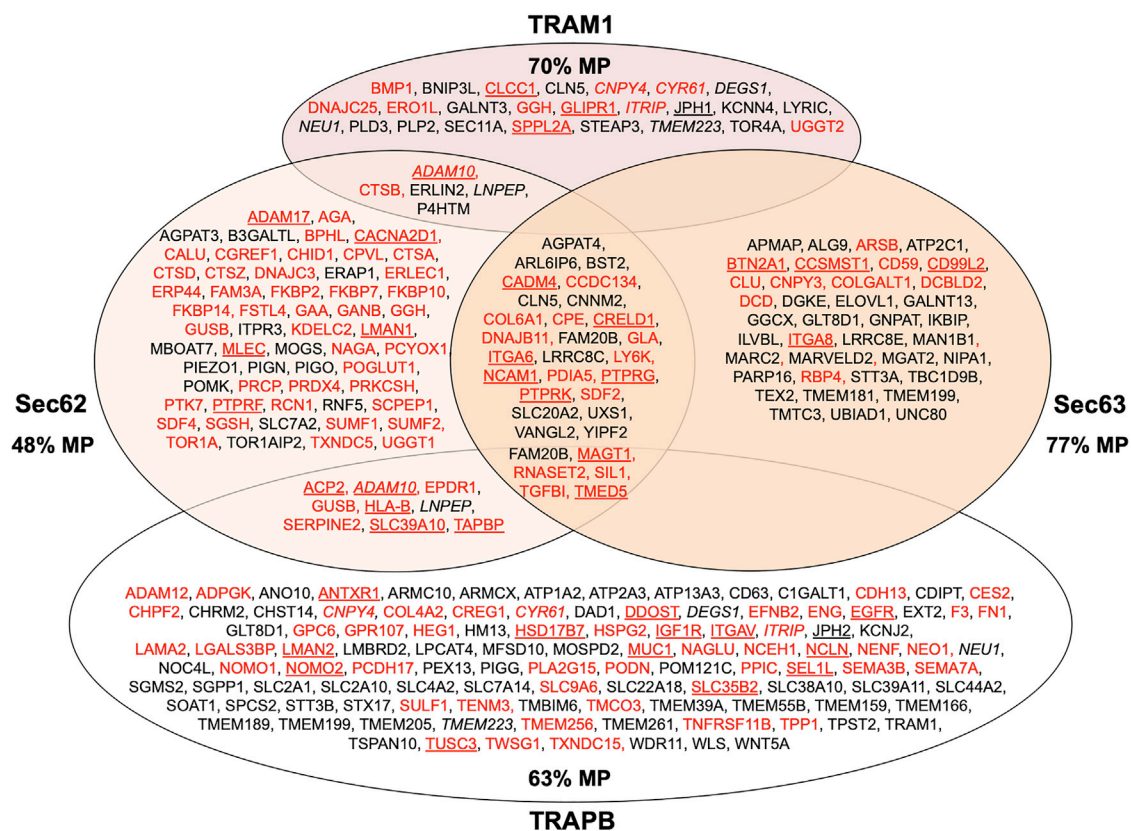 TRAM1
70% MP
BMP1, BNIP3L, CLCC1, CLN5, CNPY4, CYR61, DEGS1,
DNAJC25, ERO1L, GALNT3, GGH, GLIPR1, ITRIP, JPH1, KCNN4, LYRIC,
NEU1, PLD3, PLP2, SEC11A, SPPL2A, STEAP3, TMEM223, TOR4A, UGGT2
ADAM10,
CTSB, ERLIN2, LNPEP,
P4HTM
Sec62
48% MP
ADAM17, AGA,
AGPAT3, B3GALTL, BPHL, CACNA2D1,
CALU, CGREF1, CHID1, CPVL, CTSA,
CTSD, CTSZ, DNAJC3, ERAP1, ERLEC1,
ERP44, FAM3A, FKBP2, FKBP7, FKBP10,
FKBP14, FSTL4, GAA, GANB, GGH,
GUSB, ITPR3, KDELC2, LMAN1,
MBOAT7, MLEC, MOGS, NAGA, PCYOX1,
PIEZO1, PIGN, PIGO, POGLUT1,
POMK, PRCP, PRDX4, PRKCSH,
PTK7, PTPRF, RCN1, RNF5, SCPEP1,
SDF4, SGSH, SLC7A2, SUMF1, SUMF2,
TOR1A, TOR1AIP2, TXNDC5, UGGT1
AGPAT4,
ARL6IP6, BST2,
CADM4, CCDC134,
CLN5, CNNM2,
COL6A1, CPE, CRELD1,
DNAJB11, FAM20B, GLA,
ITGA6, LRRC8C, LY6K,
NCAM1, PDIA5, PTPRG,
PTPRK, SDF2,
SLC20A2, UXS1,
VANGL2, YIPF2
FAM20B, MAGT1,
RNASET2, SIL1,
TGFBI, TMED5
APMAP, ALG9, ARSB, ATP2C1,
BTN2A1, CCSMST1, CD59, CD99L2,
CLU, CNPY3, COLGALT1, DCBLD2,
DCD, DGKE, ELOVL1, GALNT13,
GGCX, GLT8D1, GNPAT, IKBIP,
ILVBL, ITGA8, LRRC8E, MAN1B1,
MARC2, MARVELD2, MGAT2, NIPA1,
PARP16, RBP4, STT3A, TBC1D9B,
TEX2, TMEM181, TMEM199,
TMTC3, UBIAD1, UNC80
Sec63
77% MP
ACP2, ADAM10, EPDR1,
GUSB, HLA-B, LNPEP,
SERPINE2, SLC39A10, TAPBP
ADAM12, ADPGK, ANO10, ANTXR1, ARMC10, ARMCX, ATP1A2, ATP2A3, ATP13A3, CD63, C1GALT1, CDH13, CDIPT, CES2,
CHPF2, CHRM2, CHST14, CNPY4, COL4A2, CREG1, CYR61, DAD1, DDOST, DEGS1, EFNB2, ENG, EGFR, EXT2, F3, FN1,
GLT8D1, GPC6, GPR107, HEG1, HM13, HSD17B7, HSPG2, IGF1R, ITGAV, ITRIP, JPH2, KCNJ2,
LAMA2, LGALS3BP, LMAN2, LMBRD2, LPCAT4, MFSD10, MOSPD2, MUC1, NAGLU, NCEH1, NCLN, NENF, NEO1, NEU1,
NOC4L, NOMO1, NOMO2, PCDH17, PEX13, PIGG, PLA2G15, PODN, POM121C, PPIC, SEL1L, SEMA3B, SEMA7A,
SGMS2, SGPP1, SLC2A1, SLC2A10, SLC4A2, SLC7A14, SLC9A6, SLC22A18, SLC35B2, SLC38A10, SLC39A11, SLC44A2,
SOAT1, SPCS2, STT3B, STX17, SULF1, TENM3, TMBIM6, TMCO3, TMEM39A, TMEM55B, TMEM159, TMEM166,
TMEM189, TMEM199, TMEM205, TMEM223, TMEM256, TMEM261, TNFRSF11B, TPP1, TPST2, TRAM1,
TSPAN10, TUSC3, TWSG1, TXNDC15, WDR11, WLS, WNT5A
63% MP
TRAPB